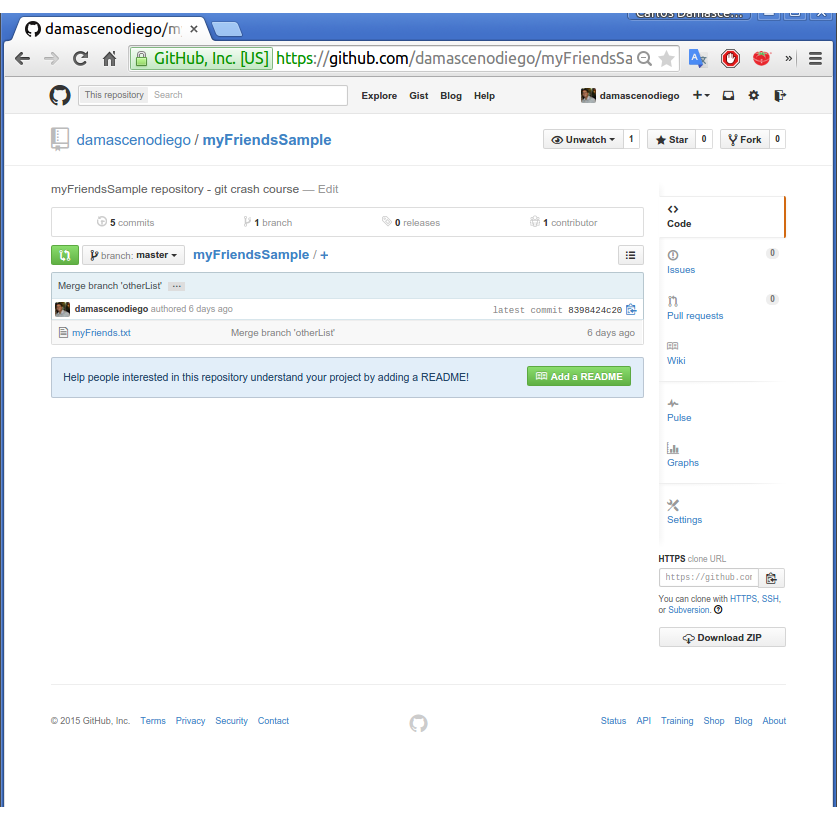 Carlos Damasce...
damascenodiego/m
GitHub, Inc. [US] https://github.com/damascenodiego/myFriendsSa
This repository Search Explore Gist Blog Help damascenodiego
damascenodiego / myFriendsSample Unwatch 1 Star 0 Fork 0
myFriendsSample repository - git crash course — Edit
5 commits 1 branch 0 releases 1 contributor
branch: master myFriendsSample / +
Merge branch 'otherList' ...
damascenodiego authored 6 days ago latest commit 8398424c20
myFriends.txt Merge branch 'otherList' 6 days ago
Help people interested in this repository understand your project by adding a README! Add a README
Code
Issues 0
Pull requests 0
Wiki
Pulse
Graphs
Settings
HTTPS clone URL
https://github.cor
You can clone with HTTPS, SSH,
or Subversion.
Download ZIP
© 2015 GitHub, Inc. Terms Privacy Security Contact Status API Training Shop Blog About